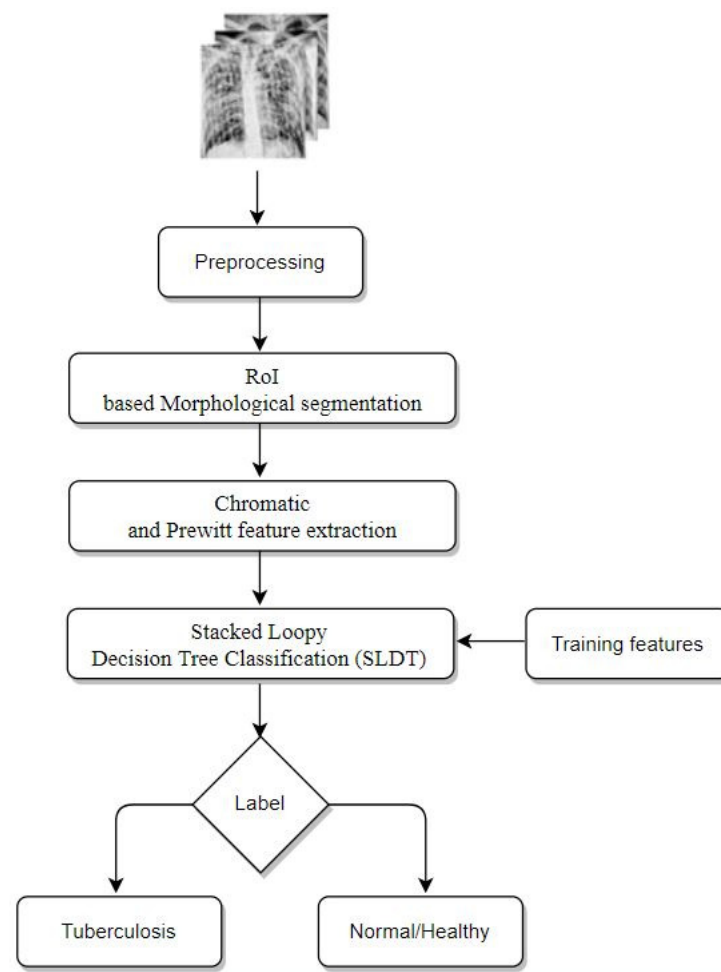 Preprocessing
RoI
based Morphological segmentation
Chromatic
and Prewitt feature extraction
Stacked Loopy
Decision Tree Classification (SLDT)
Training features
Label
Tuberculosis
Normal/Healthy